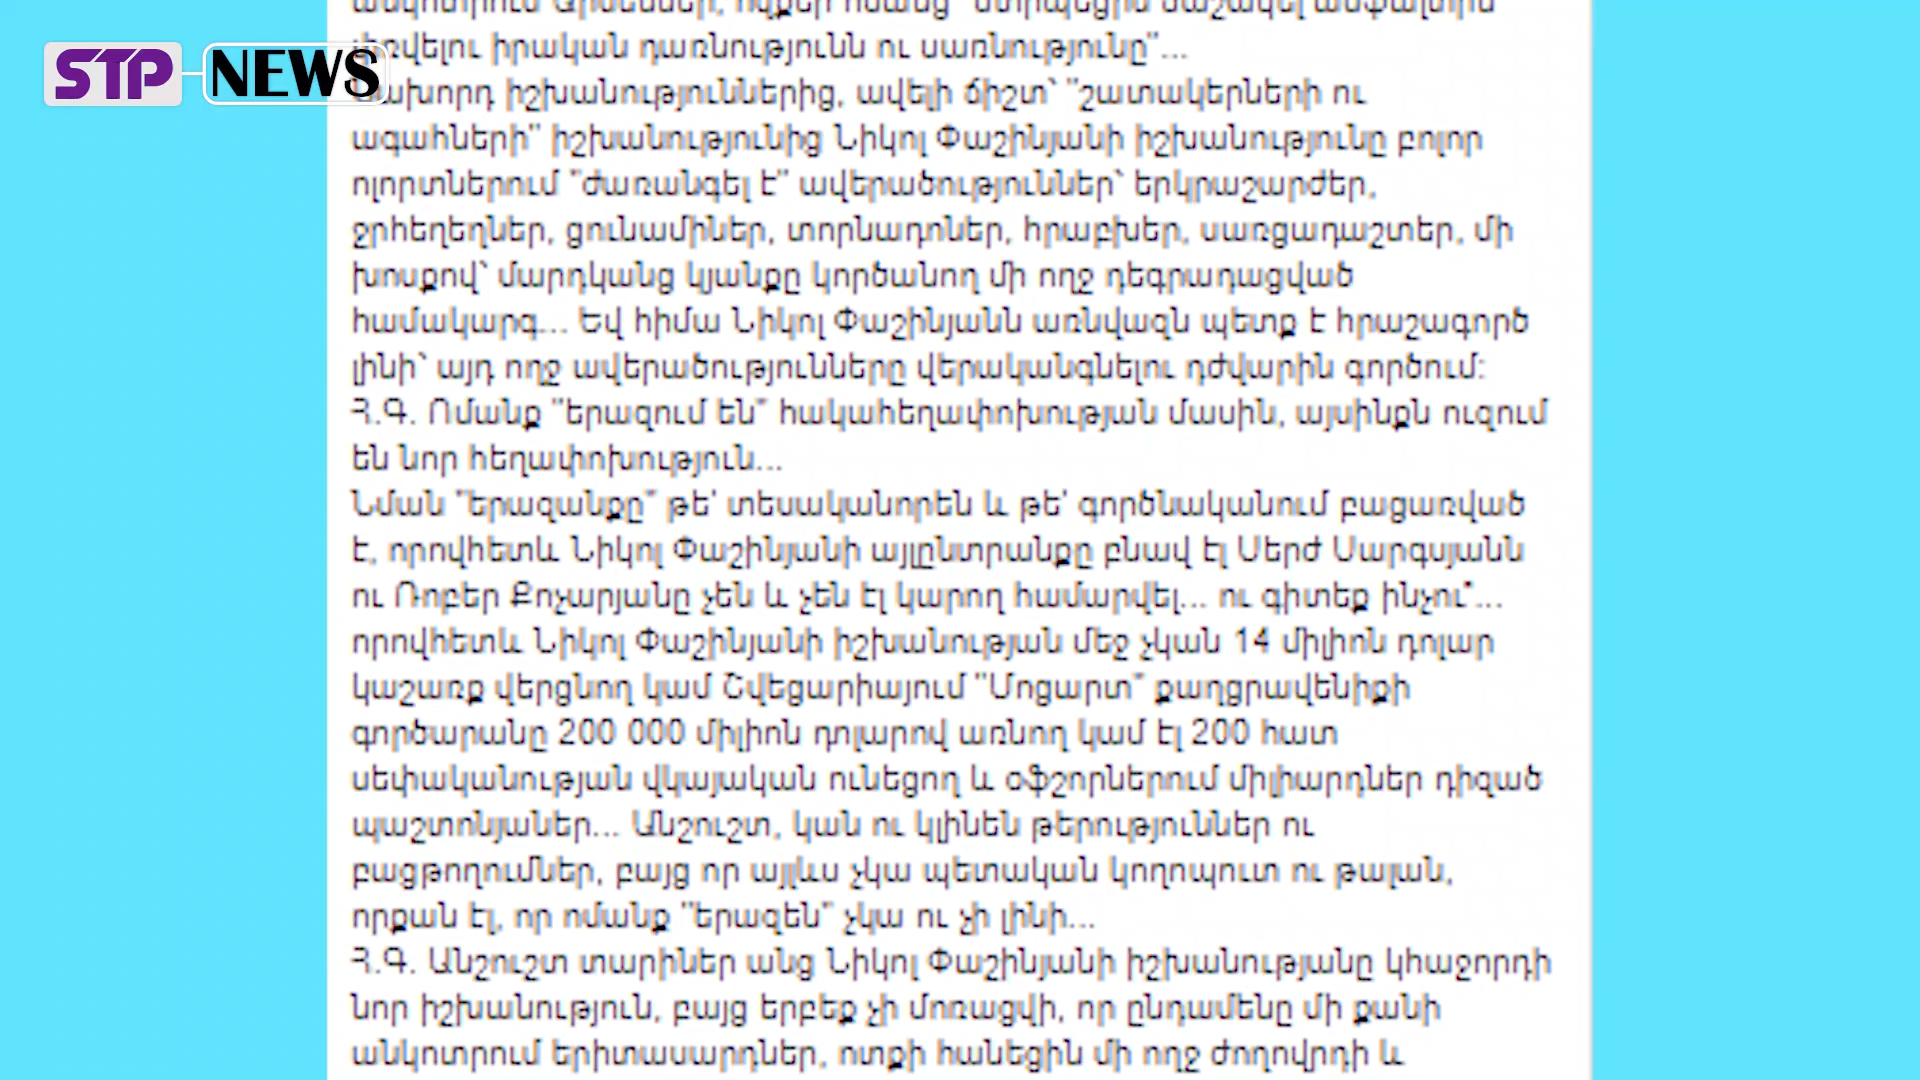 STP NEWS
փռվելու իրական դառնությունն ու սառնությունը"...
Նախորդ իշխանություններից, ավելի ճիշտ՝ "շատակերների ու
ագահների" իշխանությունից Նիկոլ Փաշինյանի իշխանությունը բոլոր
ոլորտներում "ժառանգել է" ավերածություններ՝ երկրաշարժեր,
ջրհեղեղներ, ցունամիներ, տորնադոներ, հրաբխեր, սառցադաշտեր, մի
խոսքով՝ մարդկանց կյանքը կործանող մի ողջ դեգրադացված
համակարգ... Եվ հիմա Նիկոլ Փաշինյանն առնվազն պետք է հրաշագործ
լինի՝ այդ ողջ ավերածությունները վերականգնելու դժվարին գործում:
Հ.Գ. Ոմանք "երազում են" հակահեղափոխության մասին, այսինքն ուզում
են նոր հեղափոխություն...
Նման "երազանքը" թե' տեսականորեն և թե' գործնականում բացառված
է, որովհետև Նիկոլ Փաշինյանի այլընտրանքը բնավ էլ Սերժ Սարգսյանն
ու Ռոբեր Քոչարյանը չեն և չեն էլ կարող համարվել... ու գիտեք ինչու՞...
որովհետև Նիկոլ Փաշինյանի իշխանության մեջ չկան 14 միլիոն դոլար
կաշառք վերցնող կամ Շվեցարիայում "Մոցարտ" քաղցրավենիքի
գործարանը 200 000 միլիոն դոլարով առնող կամ էլ 200 հատ
սեփականության վկայական ունեցող և օֆշորներում միլիարդներ դիզած
պաշտոնյաներ... Անշուշտ, կան ու կլինեն թերություններ ու
բացթողումներ, բայց որ այլևս չկա պետական կողոպուտ ու թալան,
որքան էլ, որ ոմանք "երազեն" չկա ու չի լինի...
Հ.Գ. Անշուշտ տարիներ անց Նիկոլ Փաշինյանի իշխանությանը կհաջորդի
նոր իշխանություն, բայց երբեք չի մոռացվի, որ ընդամենը մի քանի
անկոտրում երիտասարդներ, ոտքի հանեցին մի ողջ ժողովրդի և